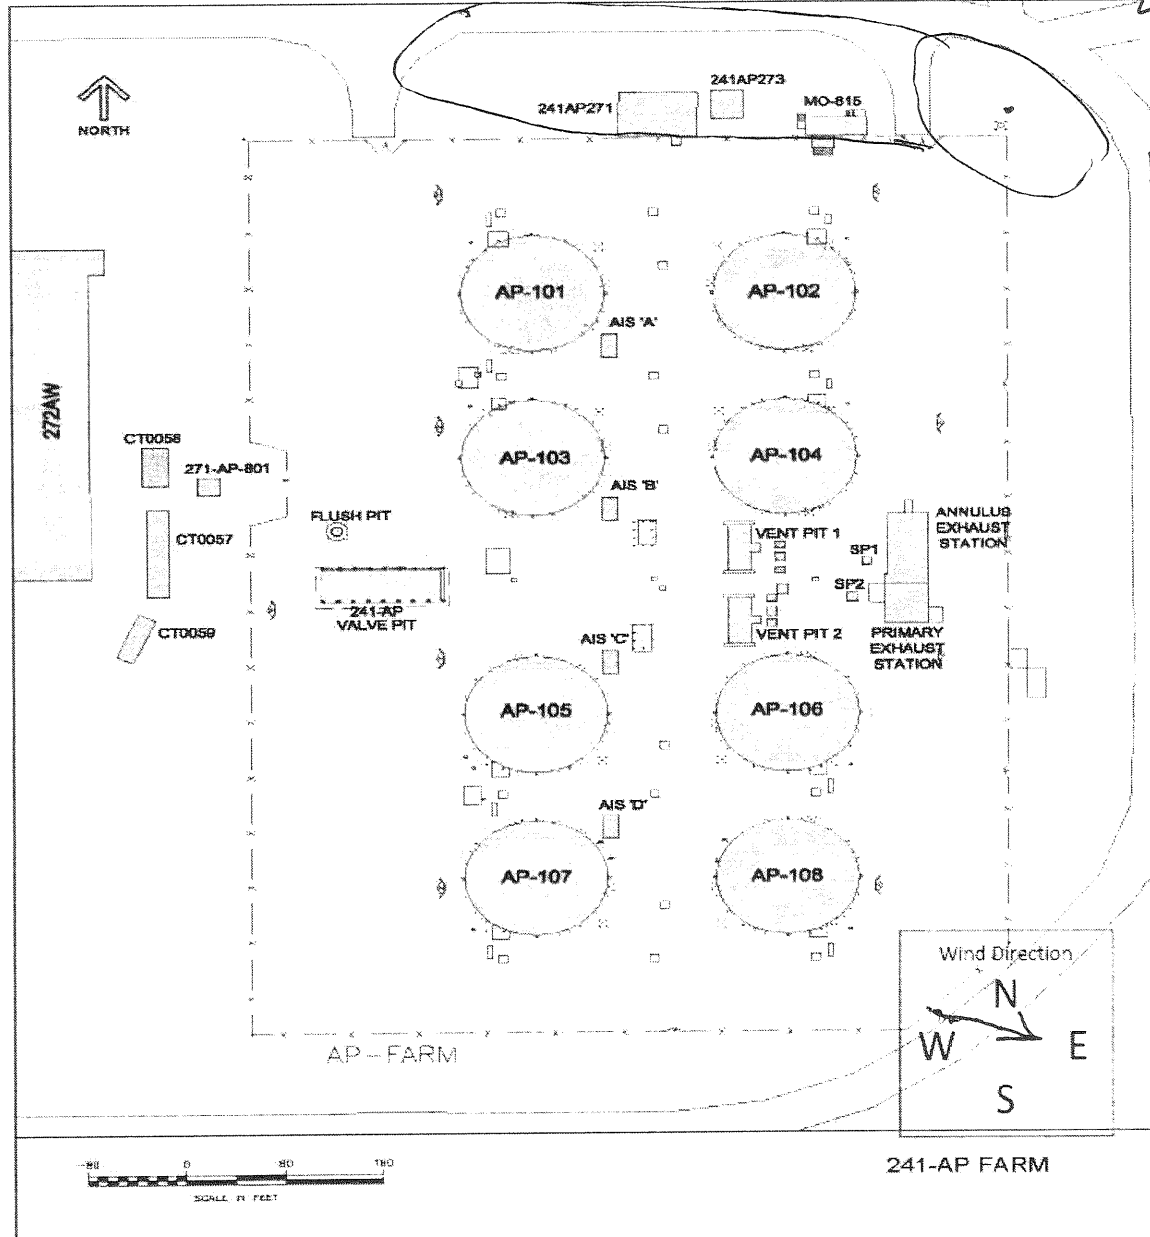 241AP273
241AP271
MO-815
NORTH
AP-101
AP-102
AIS 'A'
272AW
CT0058
271-AP-801
AP-103
AP-104
AIS 'B'
FLUSH PIT
CT0057
VENT PIT 1
ANNULUS
EXHAUST
STATION
SP1
SP2
241-AP
VALVE PIT
CT0059
AIS 'C'
VENT PIT 2
PRIMARY
EXHAUST
STATION
AP-105
AP-106
AIS 'D'
AP-107
AP-108
Wind Direction
N
W
E
S
AP-FARM
0
80
SCALE IN FEET
241-AP FARM